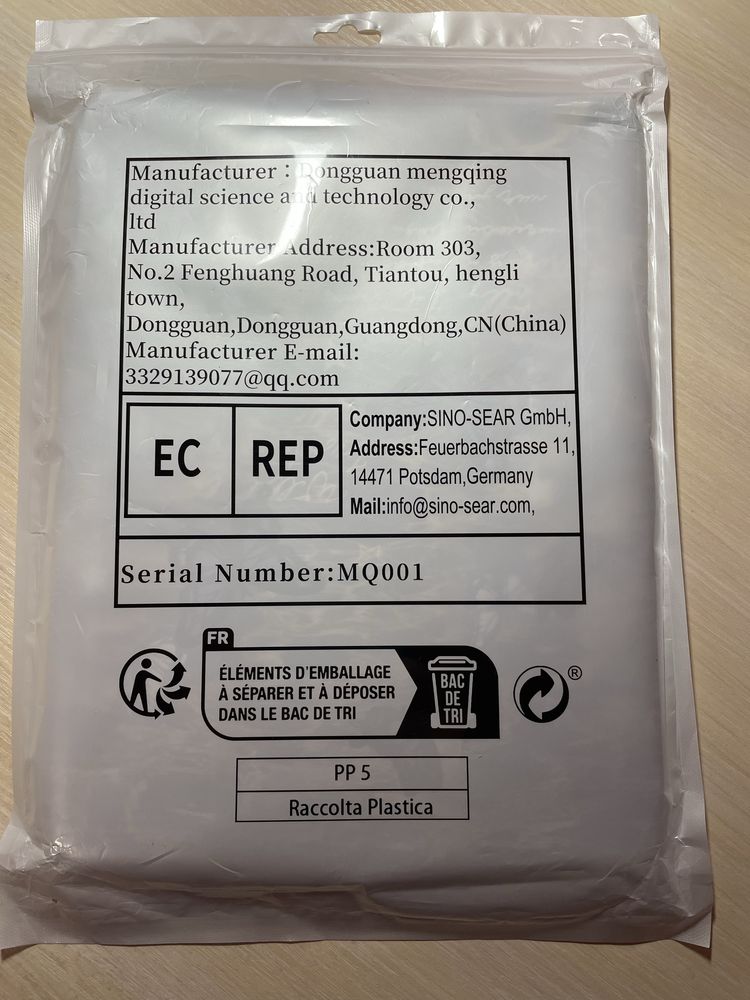 Manufacturer：Dongguan mengqing
digital science and technology co.,
ltd
Manufacturer Address:Room 303,
No.2 Fenghuang Road, Tiantou, hengli
town,
Dongguan,Dongguan,Guangdong,CN(China)
Manufacturer E-mail:
3329139077@qq.com
EC REP
Company:SINO-SEAR GmbH,
Address:Feuerbachstrasse 11,
14471 Potsdam,Germany
Mail:info@sino-sear.com,
Serial Number:MQ001
FR
ÉLÉMENTS D'EMBALLAGE
À SÉPARER ET À DÉPOSER
DANS LE BAC DE TRI
BAC
DE
TRI
®
PP 5
Raccolta Plastica